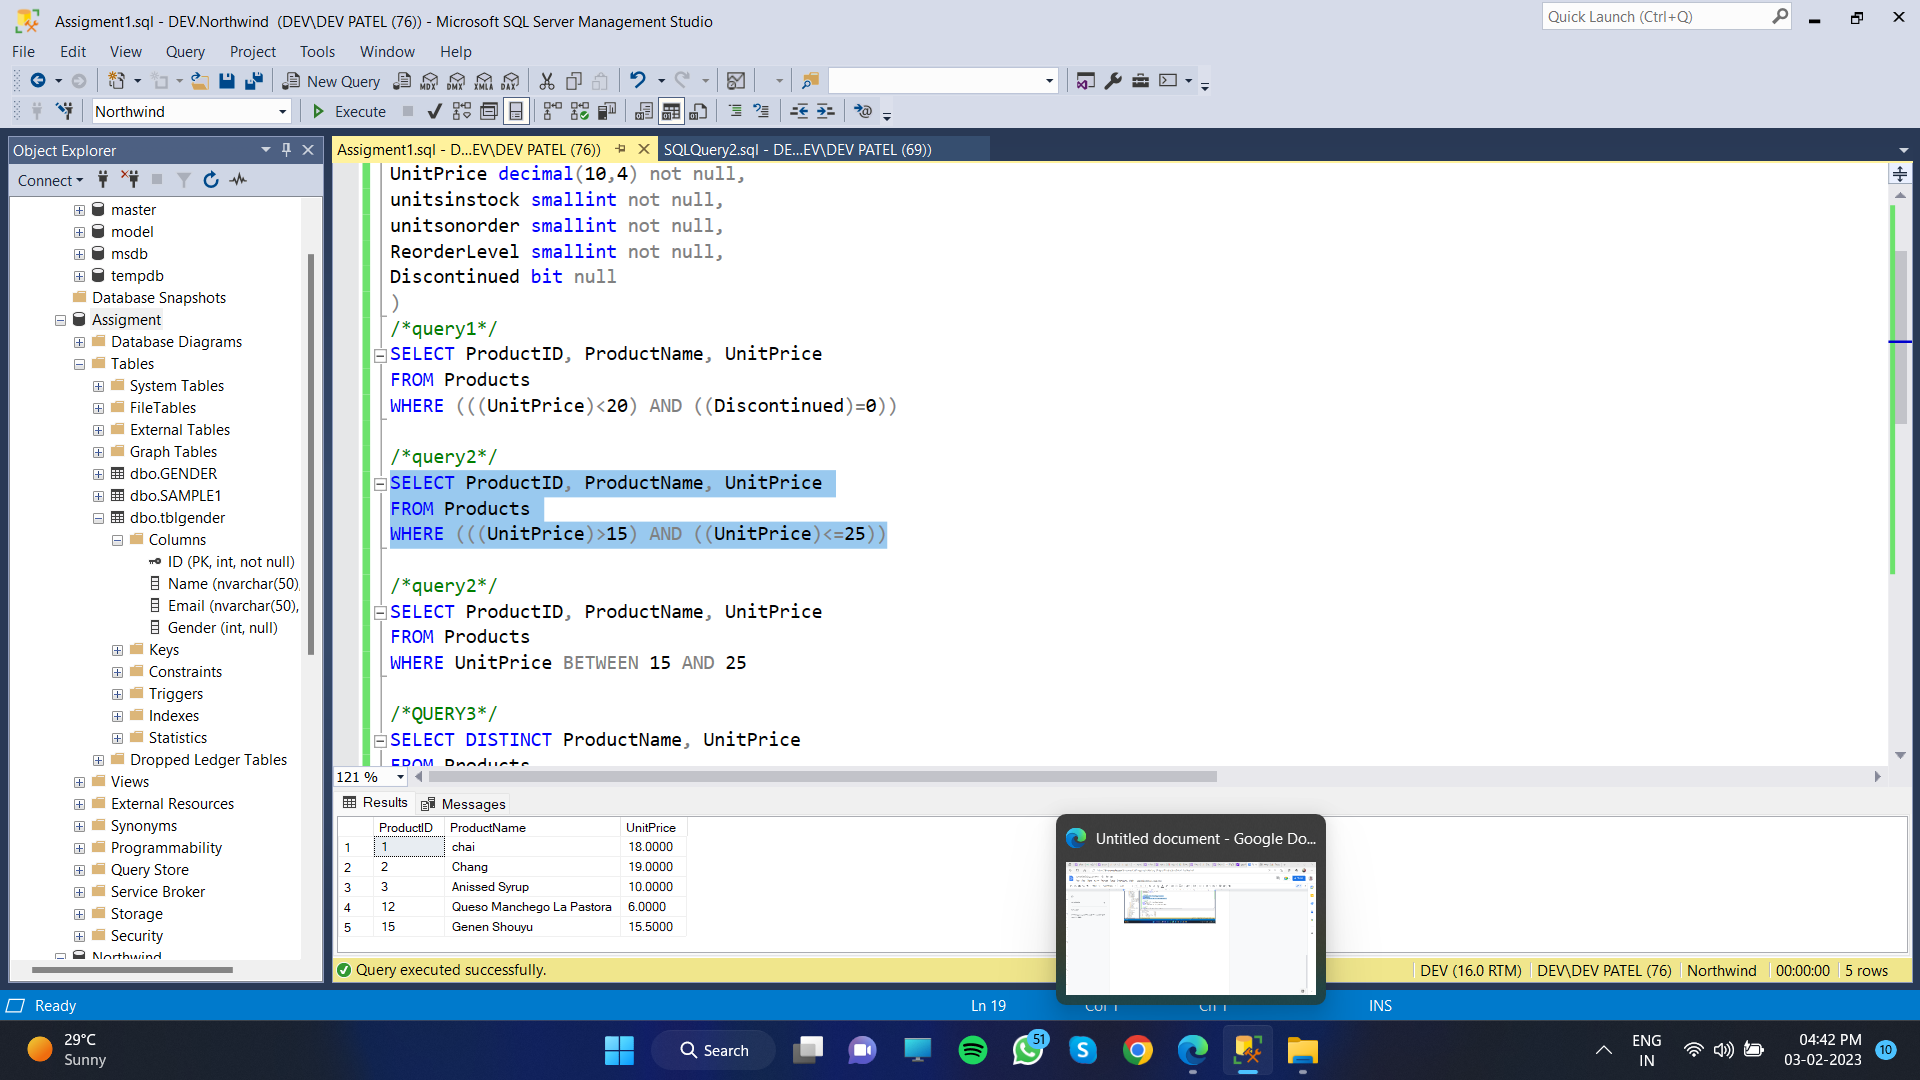 Assigment1.sql - DEV.Northwind (DEV\DEV PATEL (76)) - Microsoft SQL Server Management Studio
Quick Launch (Ctrl+Q)
File Edit View Query Project Tools Window Help
New Query MDX DMX XMLA DAX
Northwind Execute
Object Explorer
Connect
master
model
msdb
tempdb
Database Snapshots
Assigment
Database Diagrams
Tables
System Tables
FileTables
External Tables
Graph Tables
dbo.GENDER
dbo.SAMPLE1
dbo.tblgender
Columns
ID (PK, int, not null)
Name (nvarchar(50),
Email (nvarchar(50),
Gender (int, null)
Keys
Constraints
Triggers
Indexes
Statistics
Dropped Ledger Tables
Views
External Resources
Synonyms
Programmability
Query Store
Service Broker
Storage
Security
Northwind
Assigment1.sql - D...EV\DEV PATEL (76)) SQLQuery2.sql - DE...EV\DEV PATEL (69))
UnitPrice decimal(10,4) not null,
unitsinstock smallint not null,
unitsonorder smallint not null,
ReorderLevel smallint not null,
Discontinued bit null
)
/*query1*/
SELECT ProductID, ProductName, UnitPrice
FROM Products
WHERE (((UnitPrice)<20) AND ((Discontinued)=0))
/*query2*/
SELECT ProductID, ProductName, UnitPrice
FROM Products
WHERE (((UnitPrice)>15) AND ((UnitPrice)<=25))
/*query2*/
SELECT ProductID, ProductName, UnitPrice
FROM Products
WHERE UnitPrice BETWEEN 15 AND 25
/*QUERY3*/
SELECT DISTINCT ProductName, UnitPrice
FROM Products
121 %
Results Messages
ProductID ProductName UnitPrice
1 1 chai 18.0000
2 2 Chang 19.0000
3 3 Anissed Syrup 10.0000
4 12 Queso Manchego La Pastora 6.0000
5 15 Genen Shouyu 15.5000
Untitled document - Google Do...
Query executed successfully. DEV (16.0 RTM) DEV\DEV PATEL (76) Northwind 00:00:00 5 rows
Ready Ln 19 Col 1 Ch 1 INS
29°C
Sunny
Search
51
ENG
IN
04:42 PM
03-02-2023
10